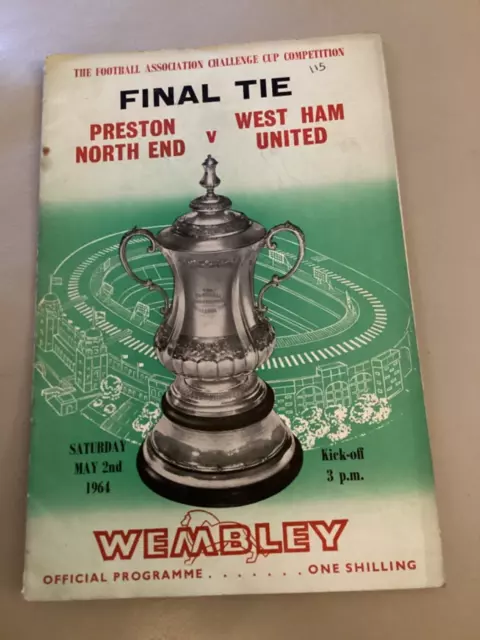 THE FOOTBALL ASSOCIATION CHALLENGE CUP COMPETITION
115
FINAL TIE
PRESTON
NORTH END
v
WEST HAM
UNITED
SATURDAY
MAY 2nd
1964
Kick-off
3 p.m.
WEMBLEY
OFFICIAL PROGRAMME . . . . . . . ONE SHILLING